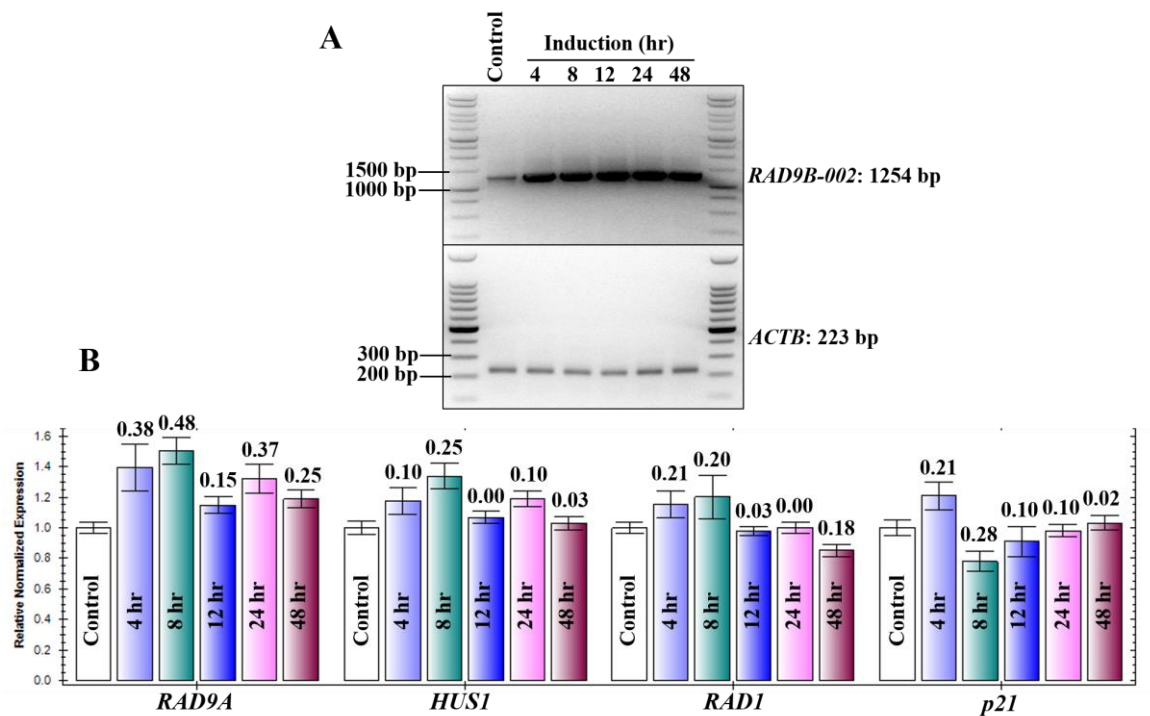 A
Control
Induction (hr)
4 8 12 24 48
1500 bp
1000 bp
RAD9B-002: 1254 bp
ACTB: 223 bp
300 bp
200 bp
B
Relative Normalized Expression
1.6
1.4
1.2
1.0
0.8
0.6
0.4
0.2
0.0
0.38 0.48 0.15 0.37 0.25
0.10 0.25 0.00 0.10 0.03
0.21 0.20 0.03 0.00 0.18
0.21 0.28 0.10 0.10 0.02
Control 4 hr 8 hr 12 hr 24 hr 48 hr
Control 4 hr 8 hr 12 hr 24 hr 48 hr
Control 4 hr 8 hr 12 hr 24 hr 48 hr
Control 4 hr 8 hr 12 hr 24 hr 48 hr
RAD9A HUS1 RAD1 p21